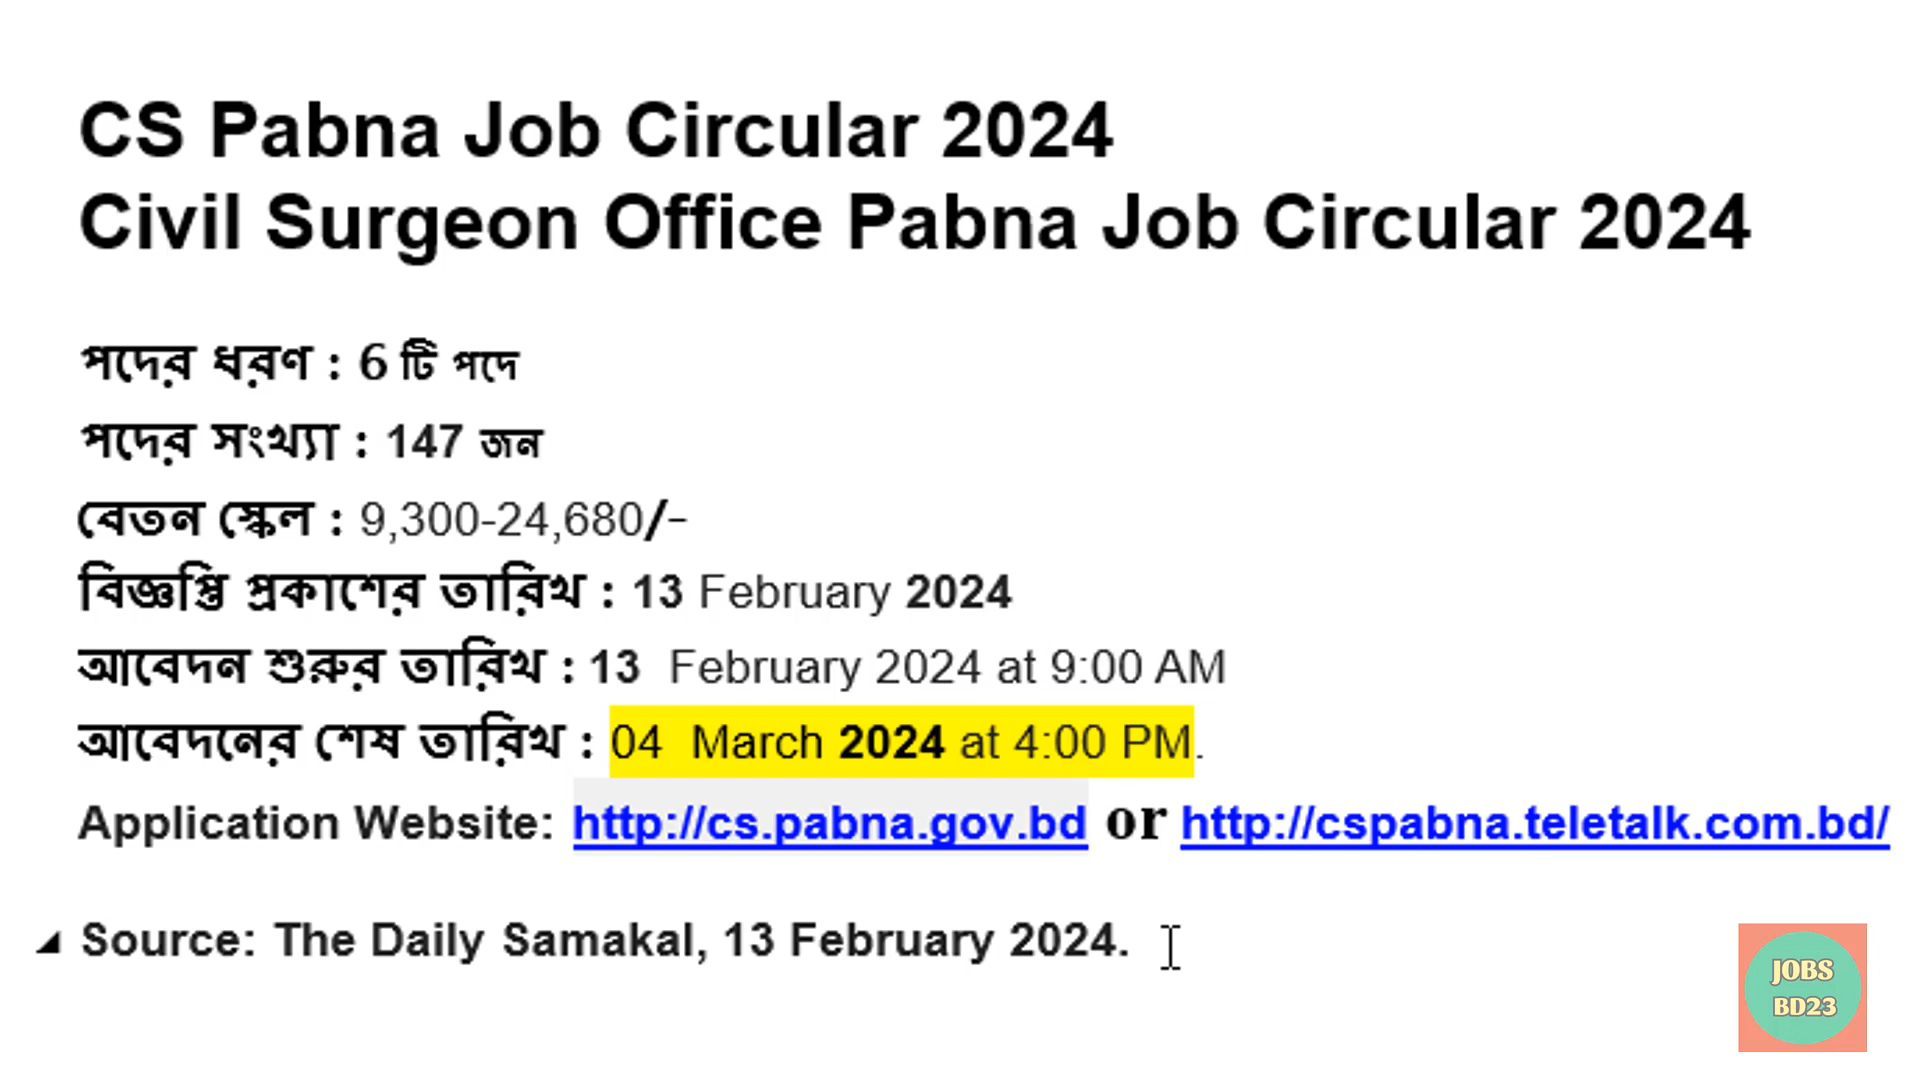 CS Pabna Job Circular 2024
Civil Surgeon Office Pabna Job Circular 2024
পদের ধরণ : 6 টি পদে
পদের সংখ্যা : 147 জন
বেতন স্কেল : 9,300-24,680/-
বিজ্ঞপ্তি প্রকাশের তারিখ : 13 February 2024
আবেদন শুরুর তারিখ : 13 February 2024 at 9:00 AM
আবেদনের শেষ তারিখ : 04 March 2024 at 4:00 PM.
Application Website: http://cs.pabna.gov.bd or http://cspabna.teletalk.com.bd/
Source: The Daily Samakal, 13 February 2024.
JOBS
BD23